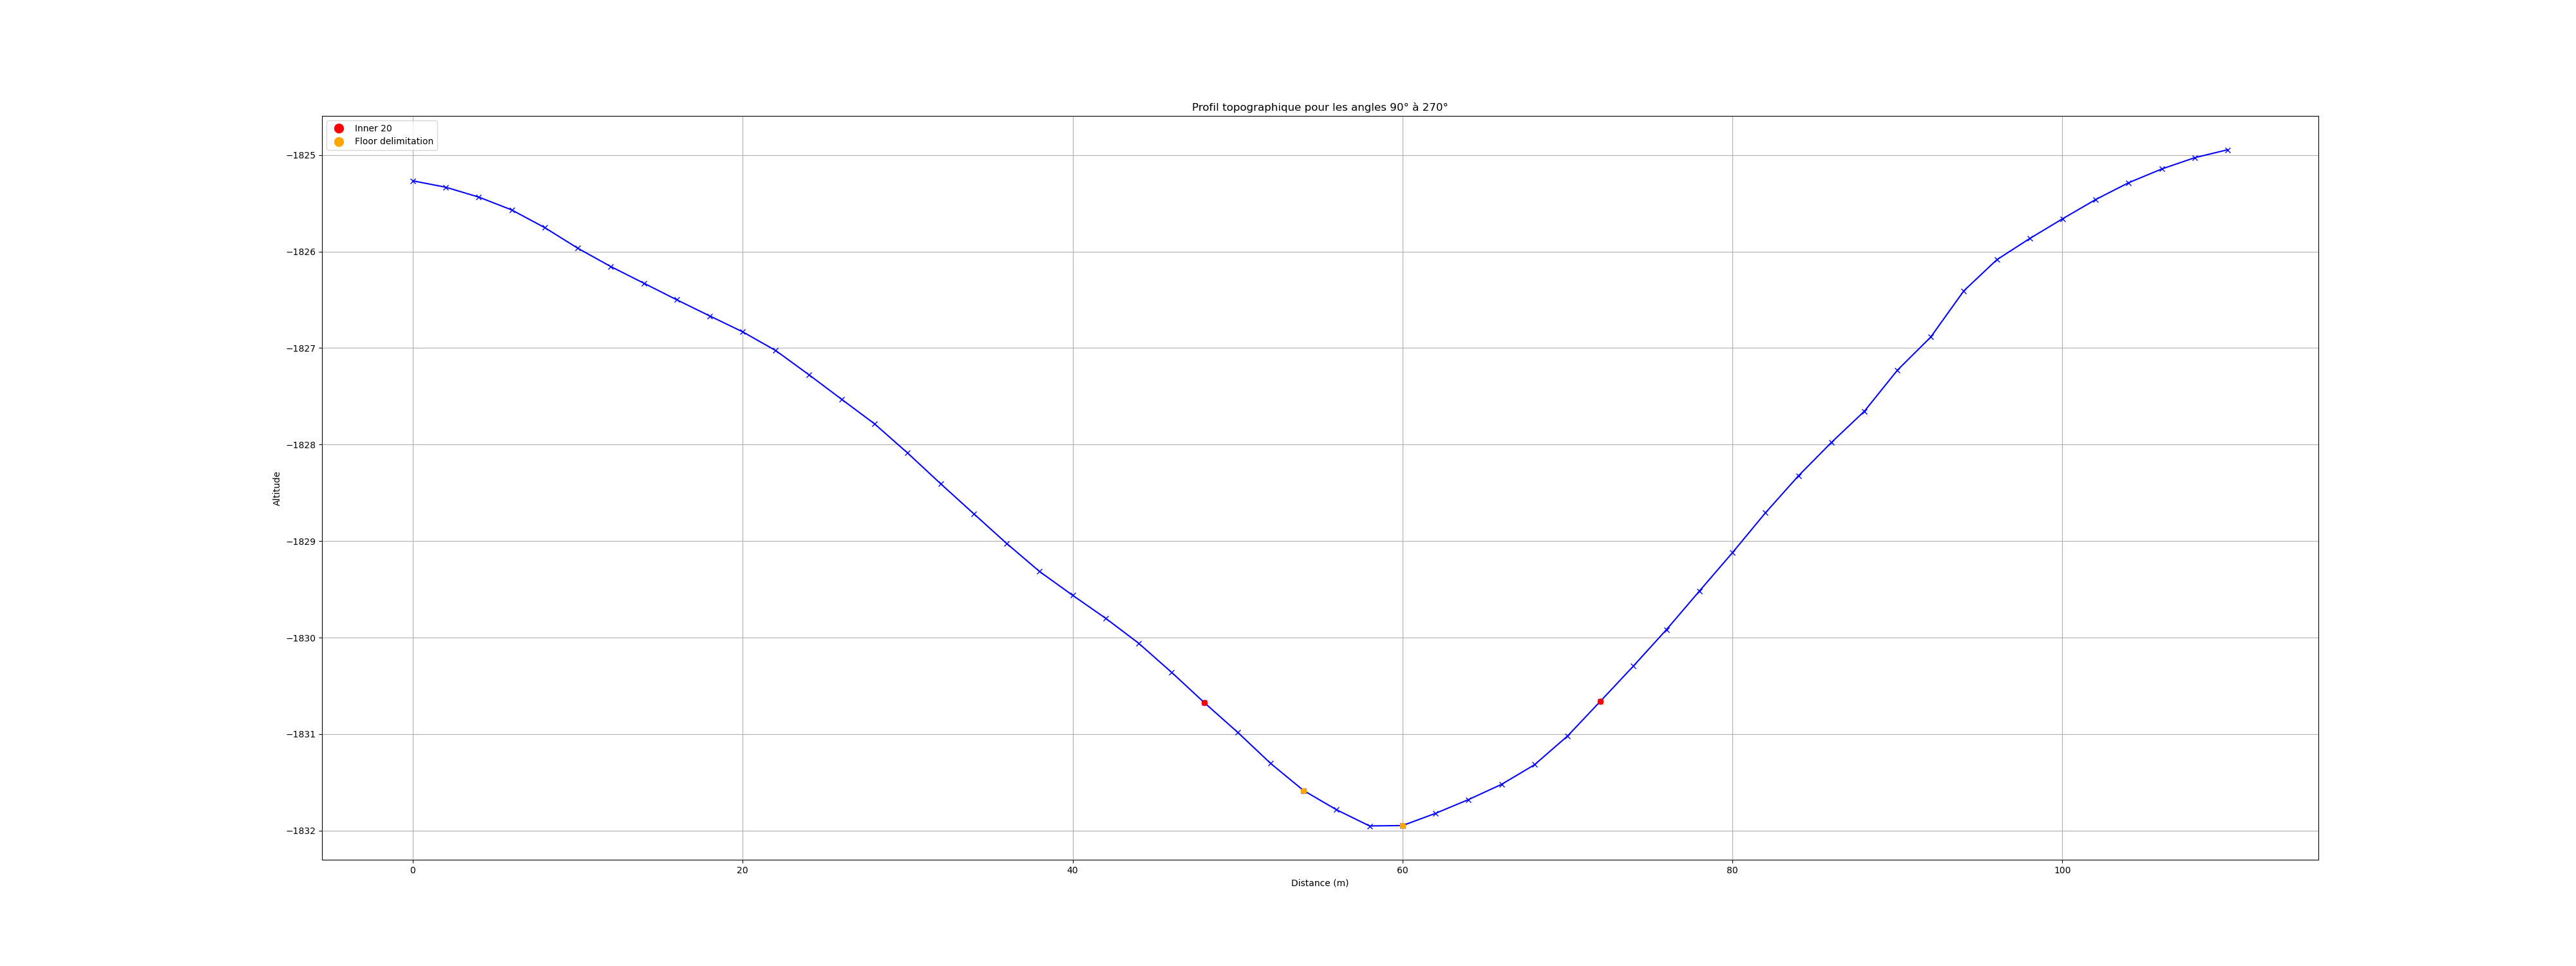 Profil topographique pour les angles 90° à 270°
Inner 20
Floor delimitation
−1825
−1826
−1827
−1828
−1829
−1830
−1831
−1832
Altitude
0 20 40 60 80 100
Distance (m)